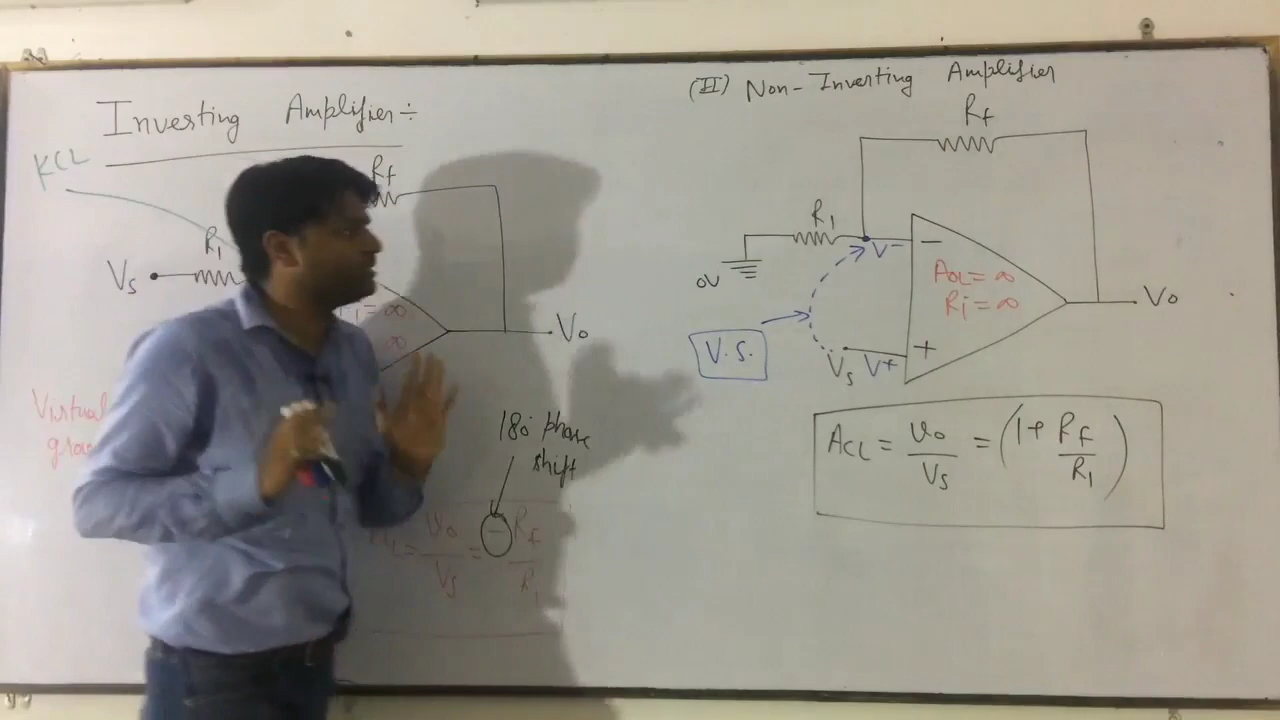 Inverting Amplifier ÷
KCL
Rf
R1
Vs
= ∞
∞
Vo
Virtual
180° phase
shift
= Vo/Vs = - Rf/R1
(II) Non-Inverting Amplifier
Rf
R1
V-
-
0V
AOL = ∞
Ri = ∞
Vo
V.S.
Vs V+
+
ACL = Vo/Vs = (1 + Rf/R1)